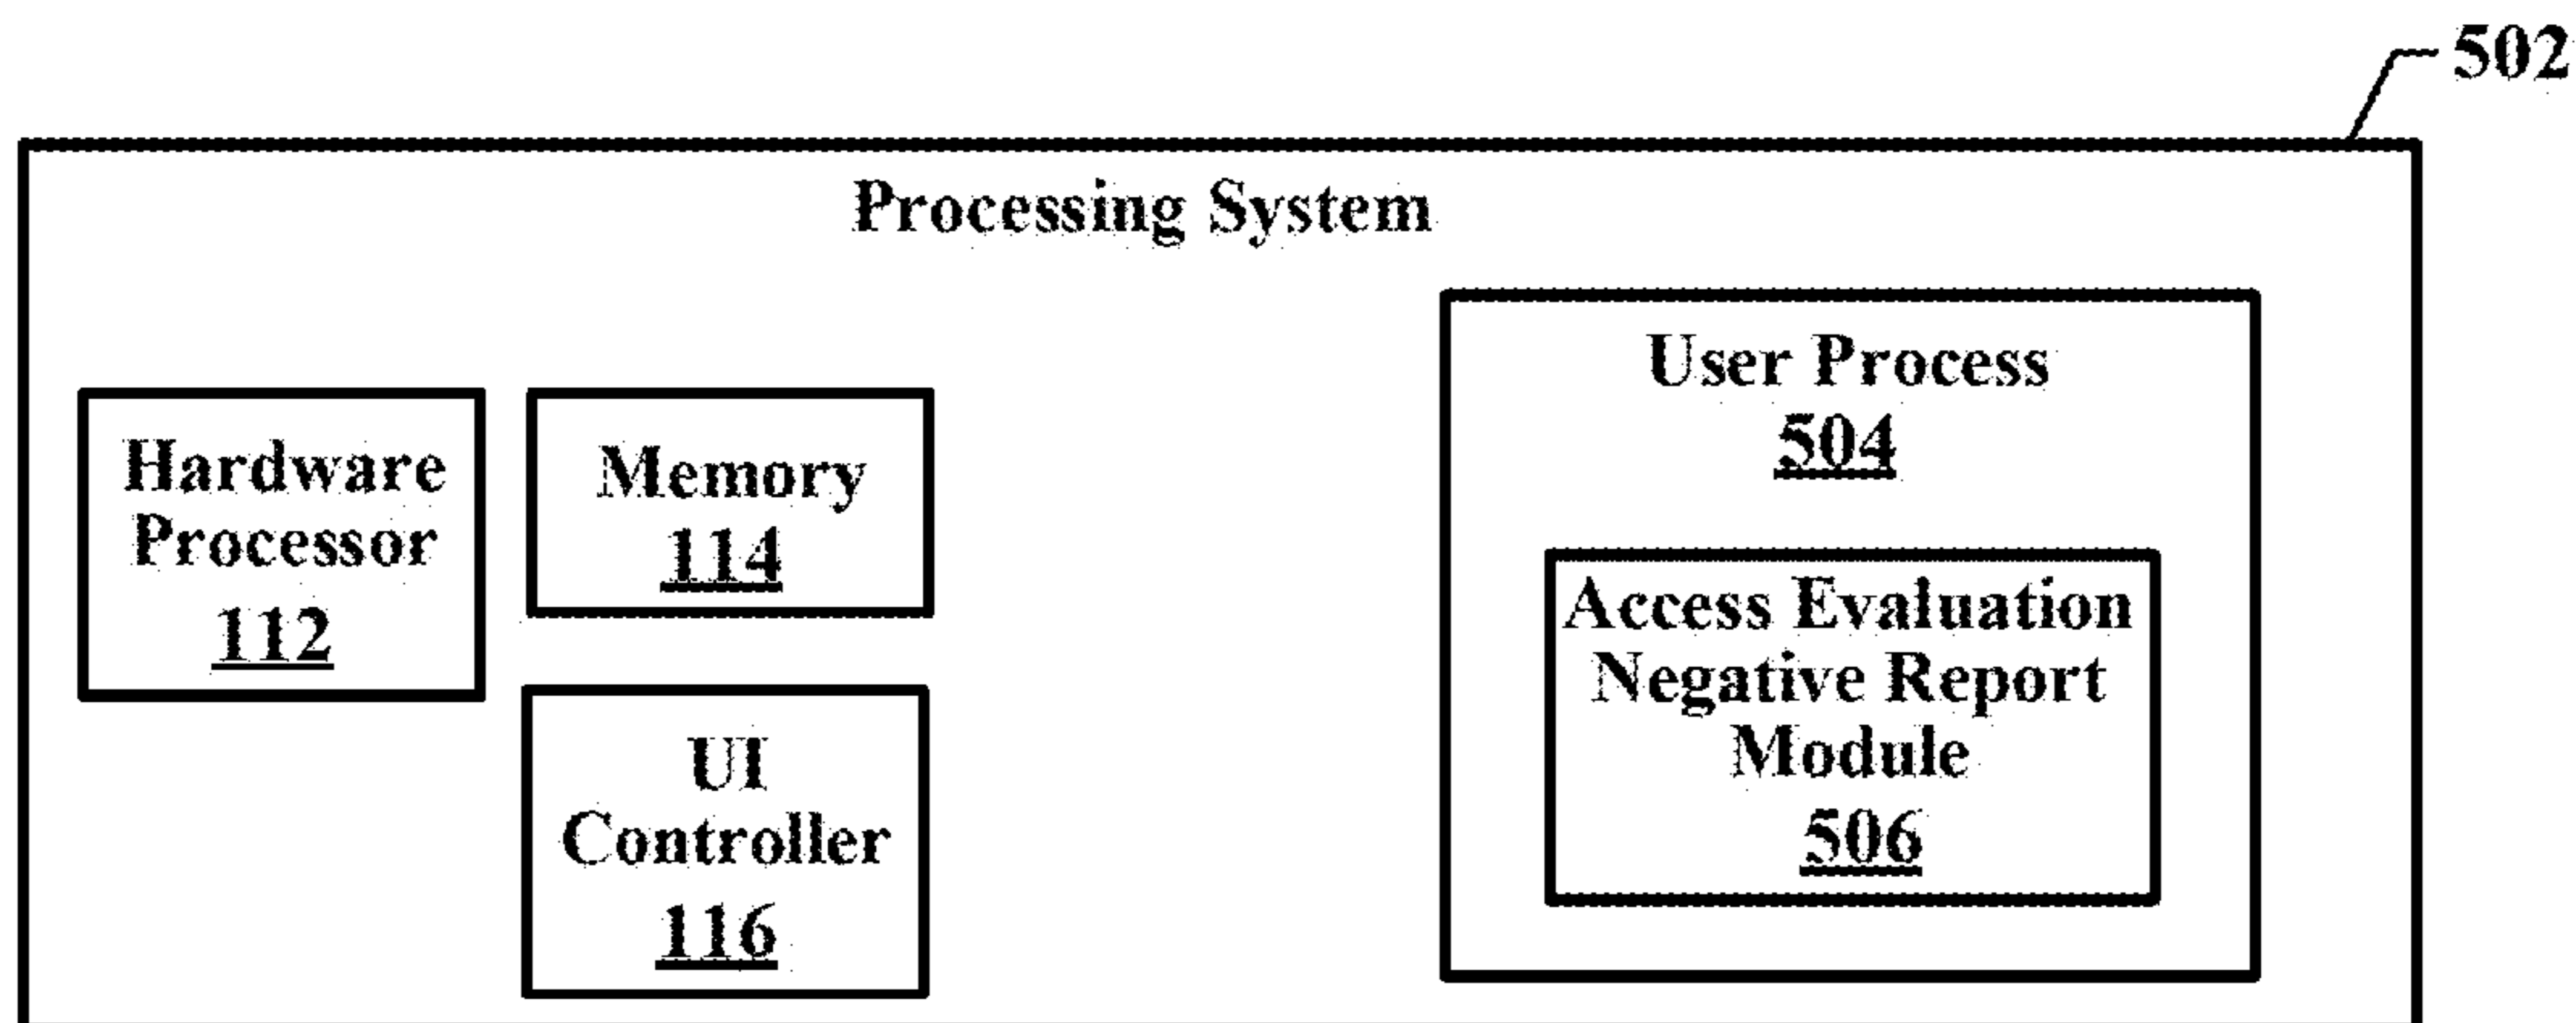 502
Processing System
Hardware
Processor
112
Memory
114
UI
Controller
116
User Process
504
Access Evaluation
Negative Report
Module
506